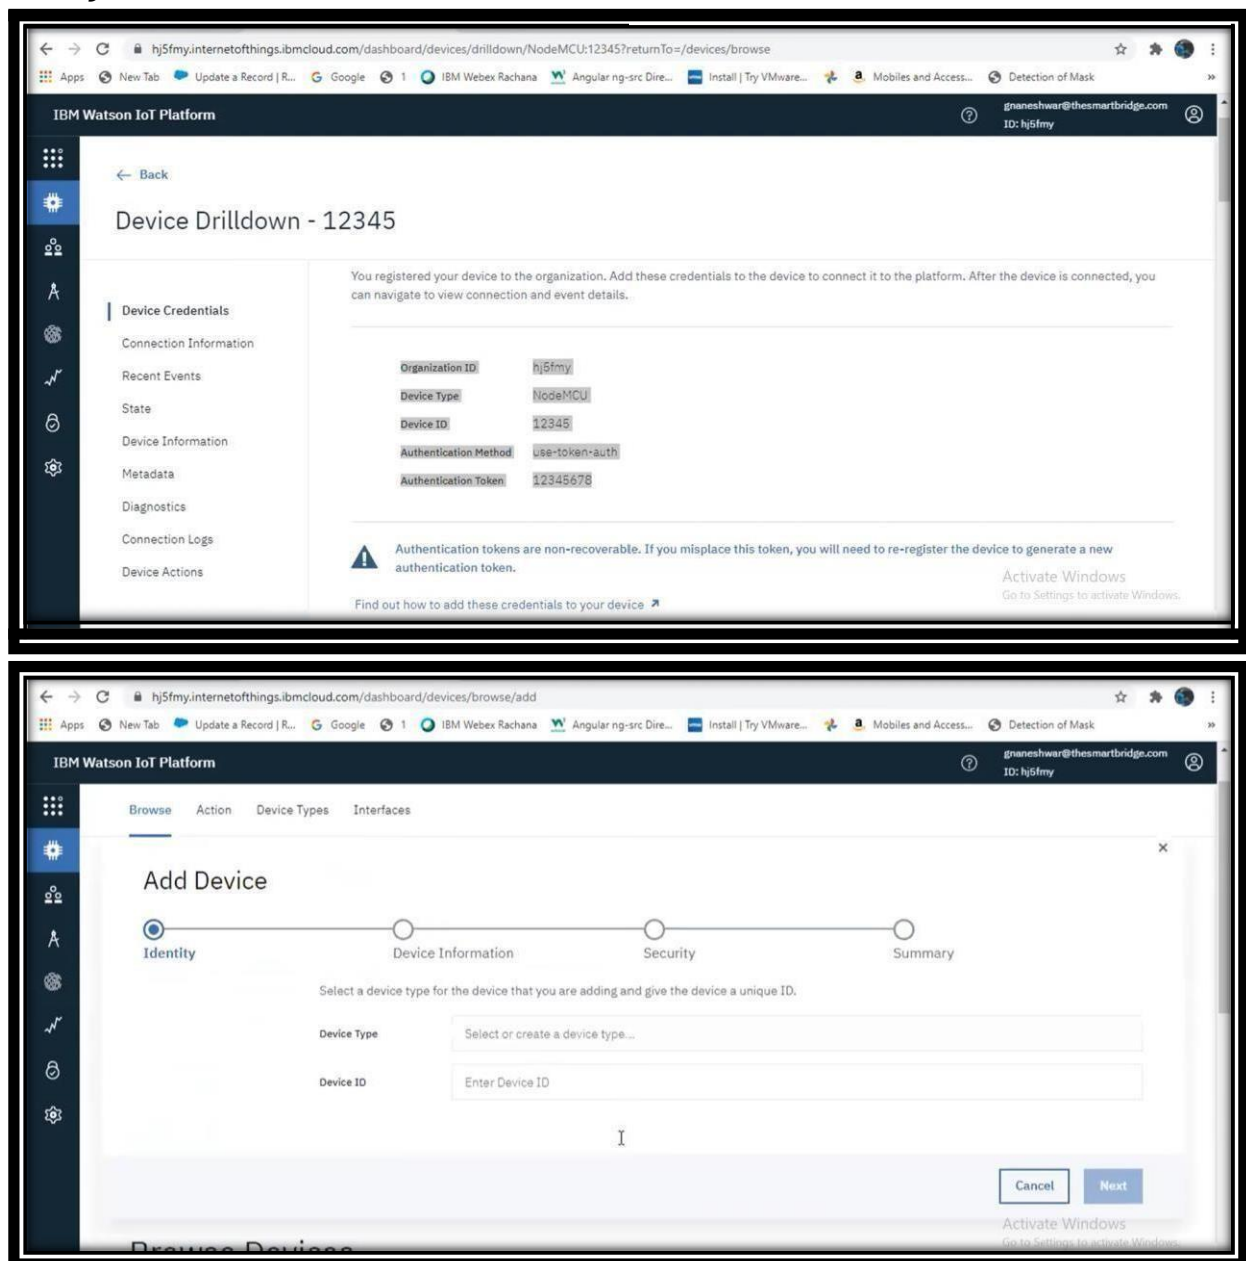 hj5fmy.internetofthings.ibmcloud.com/dashboard/devices/drilldown/NodeMCU:12345?returnTo=/devices/browse
Apps New Tab Update a Record | R... Google 1 IBM Webex Rachana Angular ng-src Dire... Install | Try VMware... Mobiles and Access... Detection of Mask »
IBM Watson IoT Platform
gnaneshwar@thesmartbridge.com
ID: hj5fmy
← Back
Device Drilldown - 12345
You registered your device to the organization. Add these credentials to the device to connect it to the platform. After the device is connected, you
can navigate to view connection and event details.
Device Credentials
Connection Information
Recent Events
State
Device Information
Metadata
Diagnostics
Connection Logs
Device Actions
Organization ID hj5fmy
Device Type NodeMCU
Device ID 12345
Authentication Method use-token-auth
Authentication Token 12345678
Authentication tokens are non-recoverable. If you misplace this token, you will need to re-register the device to generate a new
authentication token.
Find out how to add these credentials to your device
Activate Windows
Go to Settings to activate Windows.
hj5fmy.internetofthings.ibmcloud.com/dashboard/devices/browse/add
Apps New Tab Update a Record | R... Google 1 IBM Webex Rachana Angular ng-src Dire... Install | Try VMware... Mobiles and Access... Detection of Mask »
IBM Watson IoT Platform
gnaneshwar@thesmartbridge.com
ID: hj5fmy
Browse Action Device Types Interfaces
Add Device
Identity Device Information Security Summary
Select a device type for the device that you are adding and give the device a unique ID.
Device Type Select or create a device type...
Device ID Enter Device ID
Cancel Next
Activate Windows
Go to Settings to activate Windows.
Browse Devices